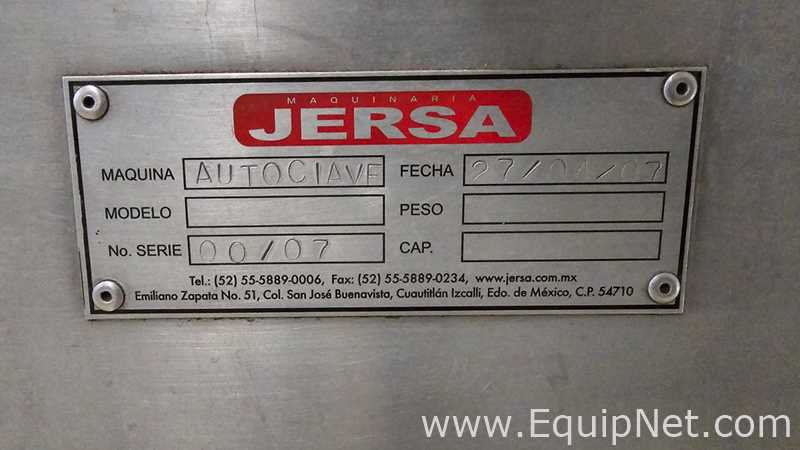 MAQUINARIA
JERSA
MAQUINA AUTOCLAVE FECHA 27/04/07
MODELO PESO
No. SERIE 00/07 CAP.
Tel.: (52) 55-5889-0006, Fax: (52) 55-5889-0234, www.jersa.com.mx
Emiliano Zapata No. 51, Col. San José Buenavista, Cuautitlán Izcalli, Edo. de México, C.P. 54710
www.EquipNet.com